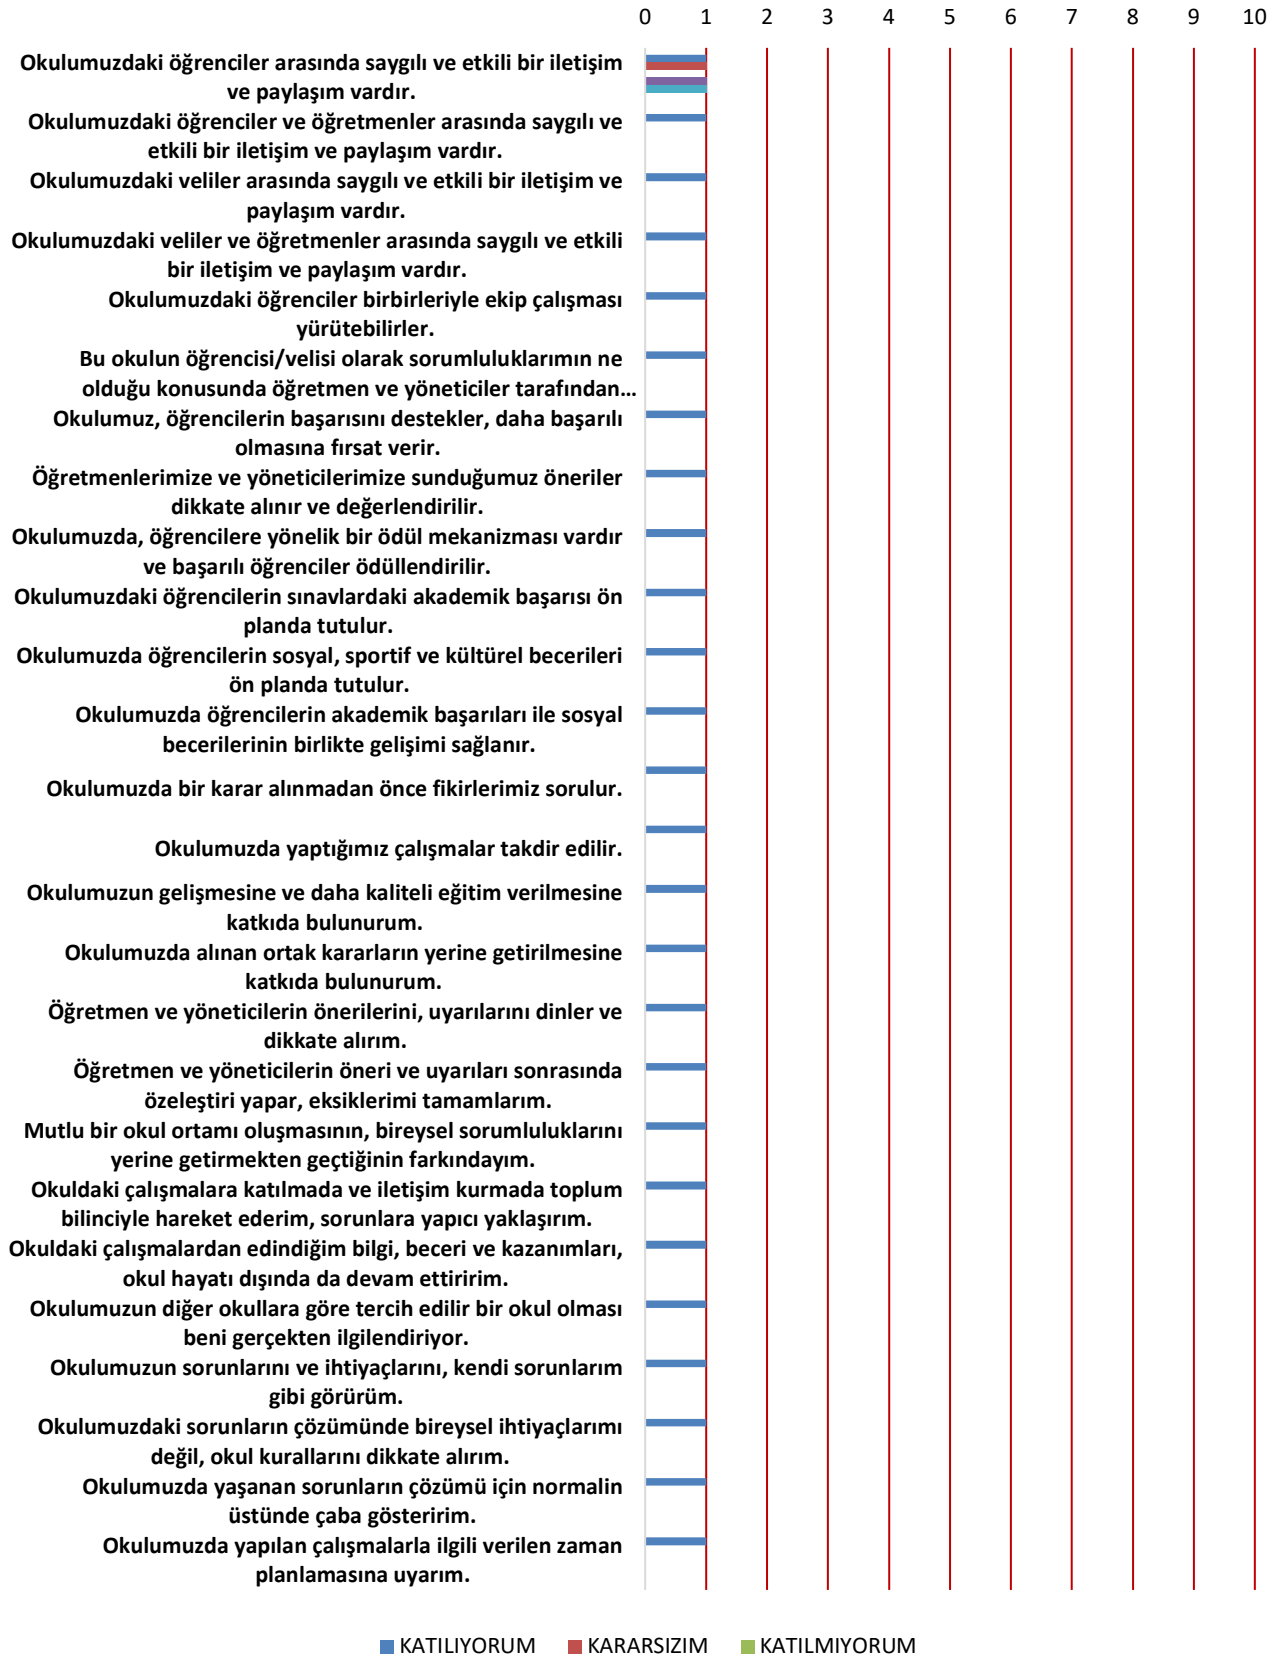 0 1 2 3 4 5 6 7 8 9 10
Okulumuzdaki öğrenciler arasında saygılı ve etkili bir iletişim
ve paylaşım vardır.
Okulumuzdaki öğrenciler ve öğretmenler arasında saygılı ve
etkili bir iletişim ve paylaşım vardır.
Okulumuzdaki veliler arasında saygılı ve etkili bir iletişim ve
paylaşım vardır.
Okulumuzdaki veliler ve öğretmenler arasında saygılı ve etkili
bir iletişim ve paylaşım vardır.
Okulumuzdaki öğrenciler birbirleriyle ekip çalışması
yürütebilirler.
Bu okulun öğrencisi/velisi olarak sorumluluklarımın ne
olduğu konusunda öğretmen ve yöneticiler tarafından…
Okulumuz, öğrencilerin başarısını destekler, daha başarılı
olmasına fırsat verir.
Öğretmenlerimize ve yöneticilerimize sunduğumuz öneriler
dikkate alınır ve değerlendirilir.
Okulumuzda, öğrencilere yönelik bir ödül mekanizması vardır
ve başarılı öğrenciler ödüllendirilir.
Okulumuzdaki öğrencilerin sınavlardaki akademik başarısı ön
planda tutulur.
Okulumuzda öğrencilerin sosyal, sportif ve kültürel becerileri
ön planda tutulur.
Okulumuzda öğrencilerin akademik başarıları ile sosyal
becerilerinin birlikte gelişimi sağlanır.
Okulumuzda bir karar alınmadan önce fikirlerimiz sorulur.
Okulumuzda yaptığımız çalışmalar takdir edilir.
Okulumuzun gelişmesine ve daha kaliteli eğitim verilmesine
katkıda bulunurum.
Okulumuzda alınan ortak kararların yerine getirilmesine
katkıda bulunurum.
Öğretmen ve yöneticilerin önerilerini, uyarılarını dinler ve
dikkate alırım.
Öğretmen ve yöneticilerin öneri ve uyarıları sonrasında
özeleştiri yapar, eksiklerimi tamamlarım.
Mutlu bir okul ortamı oluşmasının, bireysel sorumluluklarını
yerine getirmekten geçtiğinin farkındayım.
Okuldaki çalışmalara katılmada ve iletişim kurmada toplum
bilinciyle hareket ederim, sorunlara yapıcı yaklaşırım.
Okuldaki çalışmalardan edindiğim bilgi, beceri ve kazanımları,
okul hayatı dışında da devam ettiririm.
Okulumuzun diğer okullara göre tercih edilir bir okul olması
beni gerçekten ilgilendiriyor.
Okulumuzun sorunlarını ve ihtiyaçlarını, kendi sorunlarım
gibi görürüm.
Okulumuzdaki sorunların çözümünde bireysel ihtiyaçlarımı
değil, okul kurallarını dikkate alırım.
Okulumuzda yaşanan sorunların çözümü için normalin
üstünde çaba gösteririm.
Okulumuzda yapılan çalışmalarla ilgili verilen zaman
planlamasına uyarım.
KATILIYORUM KARARSIZIM KATILMIYORUM